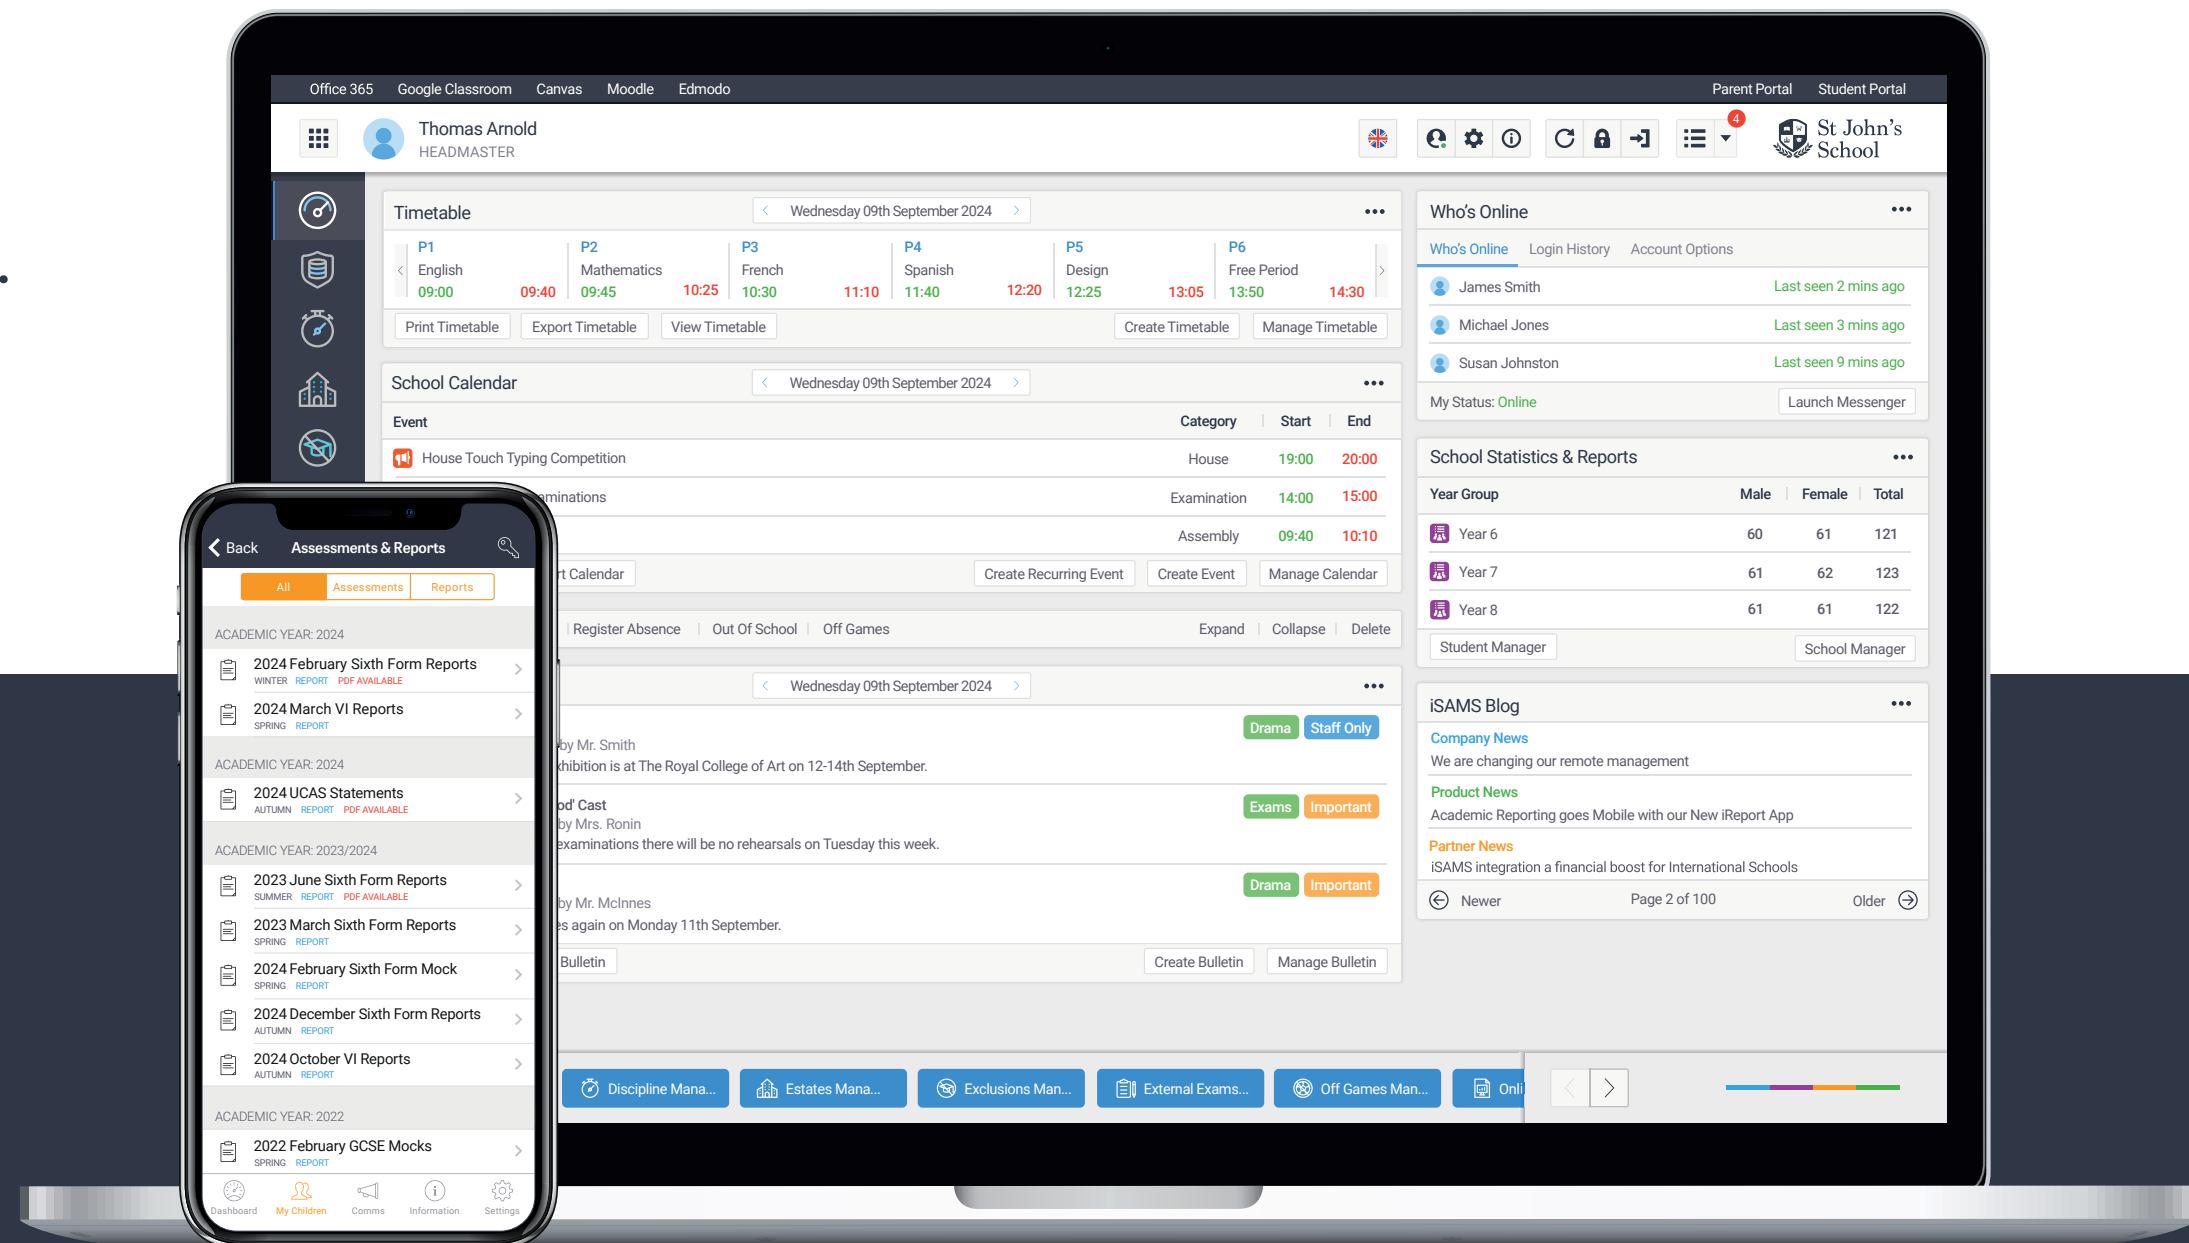 Office 365 Google Classroom Canvas Moodle Edmodo Parent Portal Student Portal
Thomas Arnold
HEADMASTER
4
St John's
School
Timetable
Wednesday 09th September 2024
P1 P2 P3 P4 P5 P6
English Mathematics French Spanish Design Free Period
09:00 09:40 09:45 10:25 10:30 11:10 11:40 12:20 12:25 13:05 13:50 14:30
Print Timetable Export Timetable View Timetable Create Timetable Manage Timetable
School Calendar
Wednesday 09th September 2024
Event Category Start End
House Touch Typing Competition House 19:00 20:00
aminations Examination 14:00 15:00
Assembly 09:40 10:10
rt Calendar Create Recurring Event Create Event Manage Calendar
Register Absence Out Of School Off Games Expand Collapse Delete
Wednesday 09th September 2024
Drama Staff Only
by Mr. Smith
hibition is at The Royal College of Art on 12-14th September.
od' Cast Exams Important
by Mrs. Ronin
examinations there will be no rehearsals on Tuesday this week.
Drama Important
by Mr. McInnes
es again on Monday 11th September.
Bulletin Create Bulletin Manage Bulletin
Who's Online
Who's Online Login History Account Options
James Smith Last seen 2 mins ago
Michael Jones Last seen 3 mins ago
Susan Johnston Last seen 9 mins ago
My Status: Online Launch Messenger
School Statistics & Reports
Year Group Male Female Total
Year 6 60 61 121
Year 7 61 62 123
Year 8 61 61 122
Student Manager School Manager
iSAMS Blog
Company News
We are changing our remote management
Product News
Academic Reporting goes Mobile with our New iReport App
Partner News
iSAMS integration a financial boost for International Schools
Newer Page 2 of 100 Older
Discipline Mana... Estates Mana... Exclusions Man... External Exams... Off Games Man... Onli
Back Assessments & Reports
All Assessments Reports
ACADEMIC YEAR: 2024
2024 February Sixth Form Reports
WINTER REPORT PDF AVAILABLE
2024 March VI Reports
SPRING REPORT
ACADEMIC YEAR: 2024
2024 UCAS Statements
AUTUMN REPORT PDF AVAILABLE
ACADEMIC YEAR: 2023/2024
2023 June Sixth Form Reports
SUMMER REPORT PDF AVAILABLE
2023 March Sixth Form Reports
SPRING REPORT
2024 February Sixth Form Mock
SPRING REPORT
2024 December Sixth Form Reports
AUTUMN REPORT
2024 October VI Reports
AUTUMN REPORT
ACADEMIC YEAR: 2022
2022 February GCSE Mocks
SPRING REPORT
Dashboard My Children Comms Information Settings